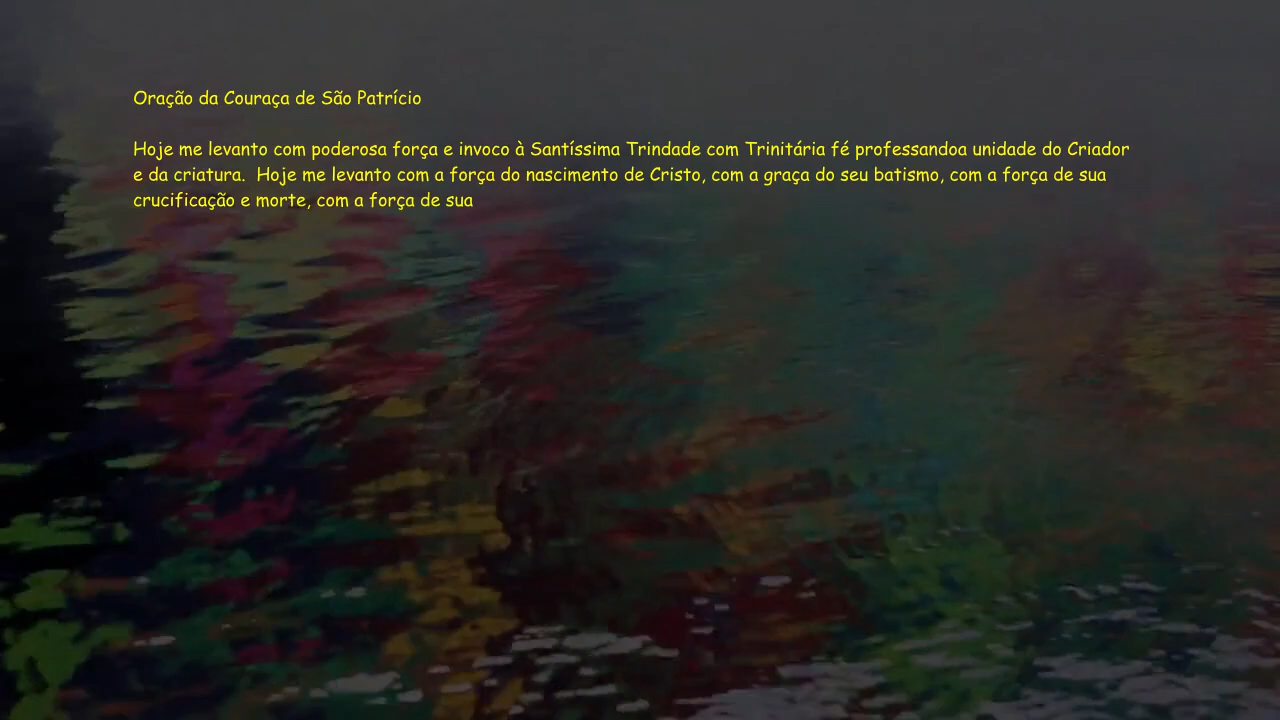 Oração da Couraça de São Patrício
Hoje me levanto com poderosa força e invoco à Santíssima Trindade com Trinitária fé professandoa unidade do Criador
e da criatura.  Hoje me levanto com a força do nascimento de Cristo, com a graça do seu batismo, com a força de sua
crucificação e morte, com a força de sua